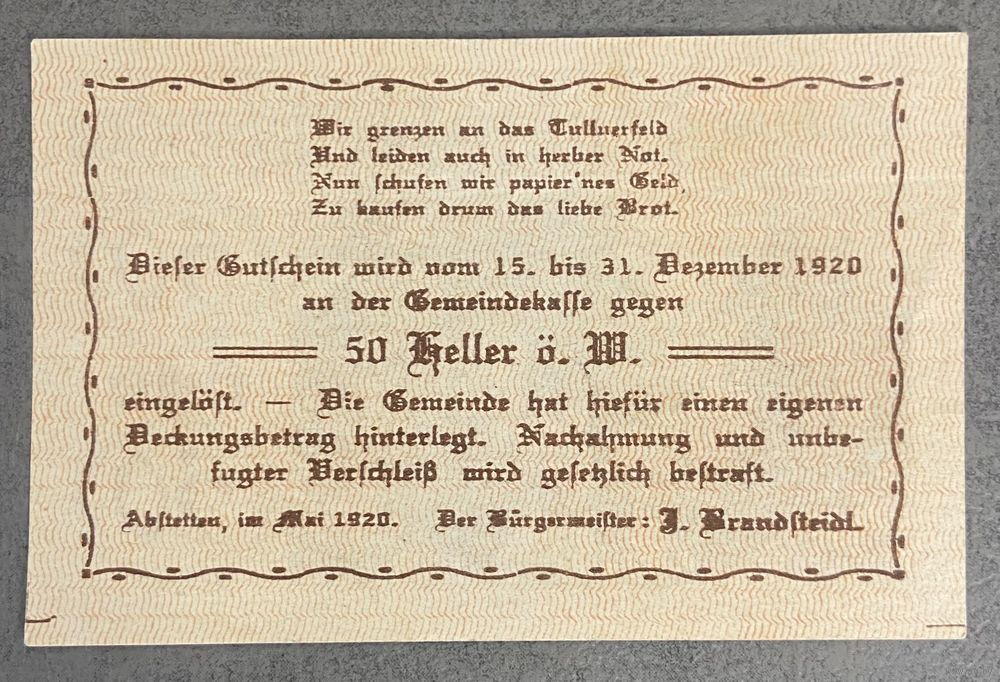 Wir grenzen an das Tullnerfeld
Und leiden auch in herber Not.
Nun schufen wir papier'nes Geld,
Zu kaufen drum das liebe Brot.
Dieser Gutschein wird vom 15. bis 31. Dezember 1920
an der Gemeindekasse gegen
50 Heller ö. W.
eingelöst. — Die Gemeinde hat hiefür einen eigenen
Deckungsbetrag hinterlegt. Nachahmung und unbe-
fugter Verschleiß wird gesetzlich bestraft.
Abstetten, im Mai 1920. Der Bürgermeister: J. Brandsteidl